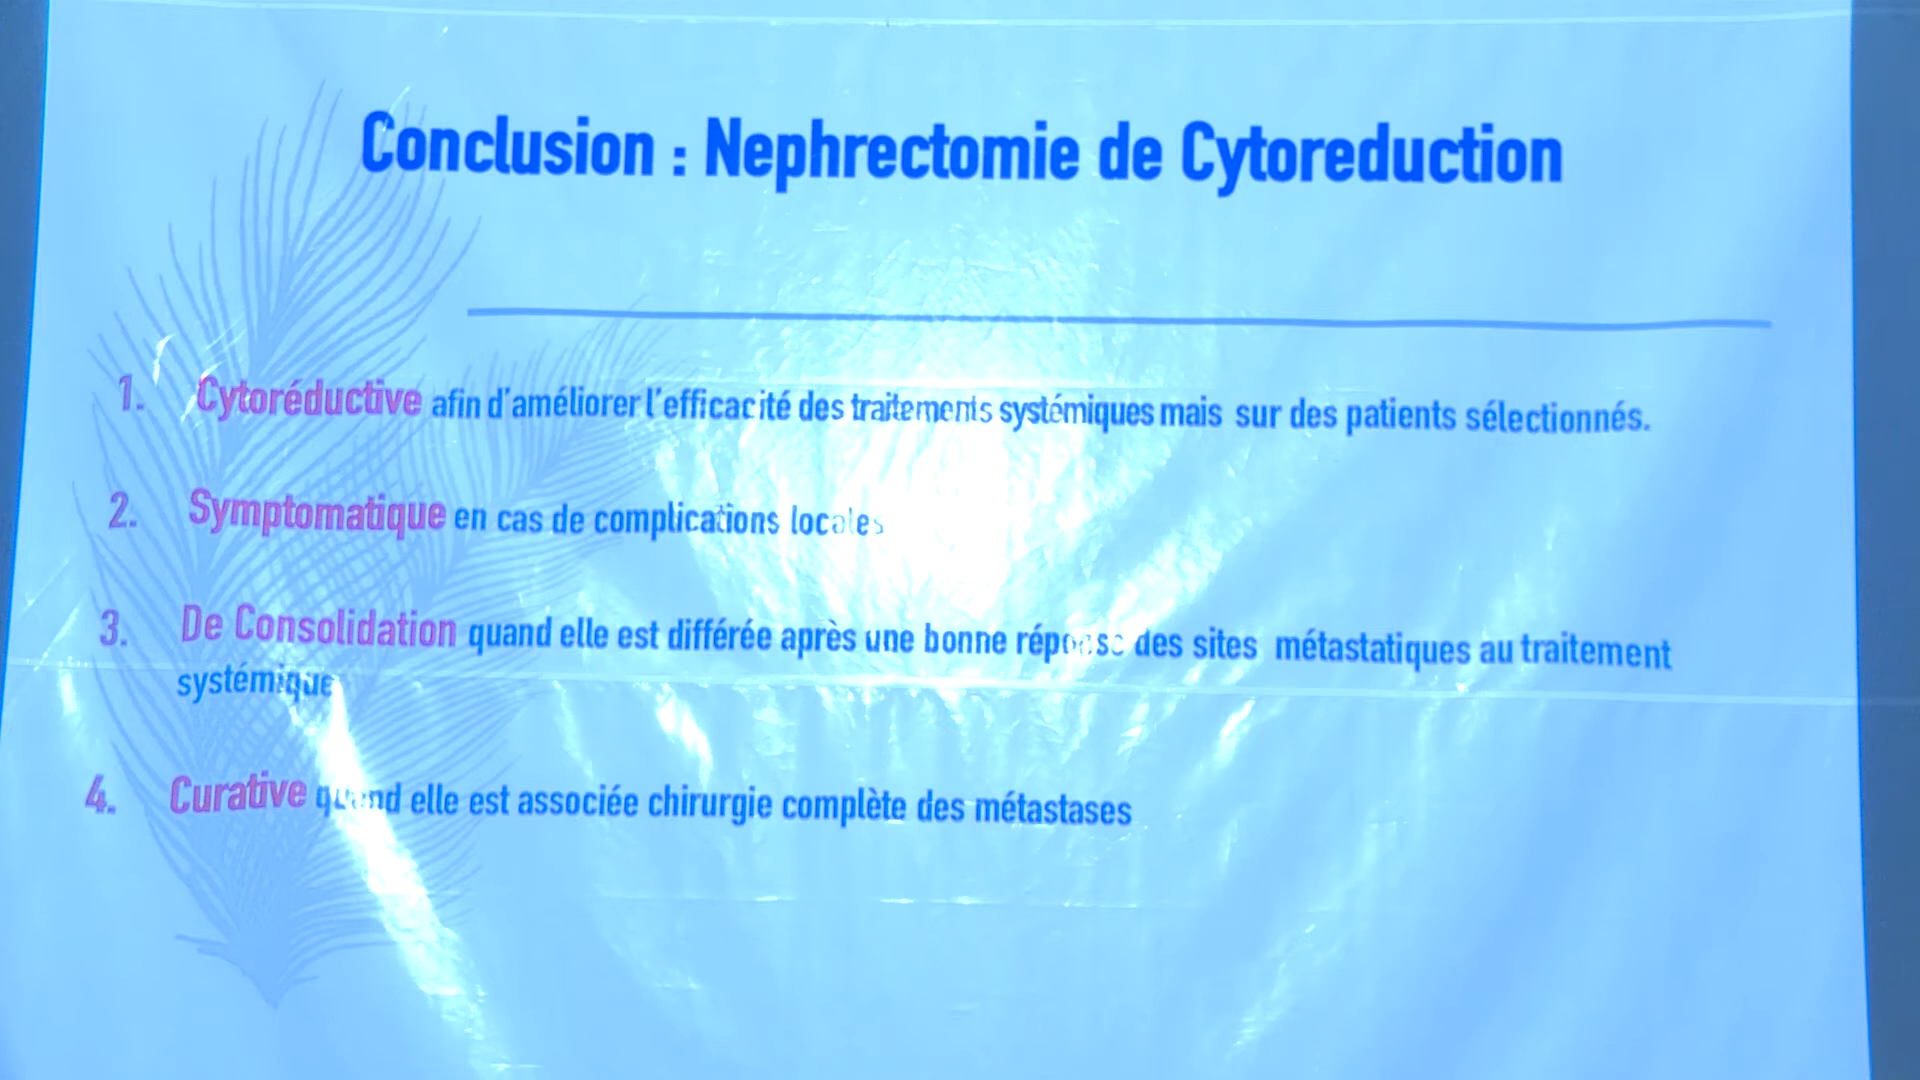 Conclusion : Nephrectomie de Cytoreduction
1. Cytoréductive afin d'améliorer l'efficacité des traitements systémiques mais sur des patients sélectionnés.
2. Symptomatique en cas de complications locales
3. De Consolidation quand elle est différée après une bonne réponse des sites métastatiques au traitement
systémique
4. Curative quand elle est associée chirurgie complète des métastases